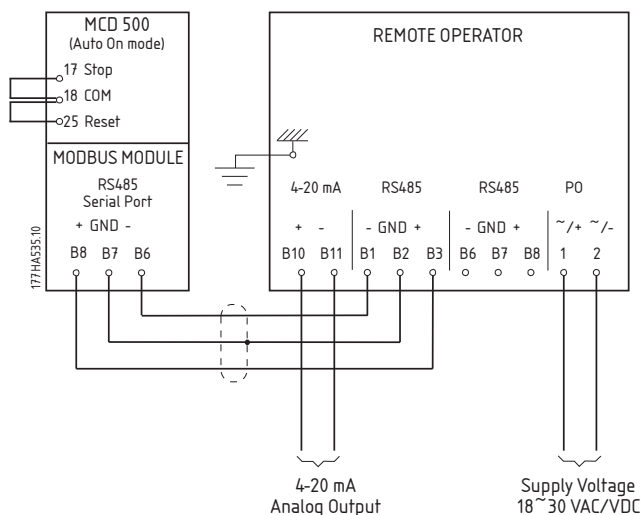 MCD 500
(Auto On mode)
17 Stop
18 COM
25 Reset
MODBUS MODULE
RS485
Serial Port
+ GND -
B8 B7 B6
177HA535.10
REMOTE OPERATOR
4-20 mA RS485 RS485 PO
+ - - GND + - GND + ~/+ ~/-
B10 B11 B1 B2 B3 B6 B7 B8 1 2
4-20 mA
Analog Output
Supply Voltage
18~30 VAC/VDC